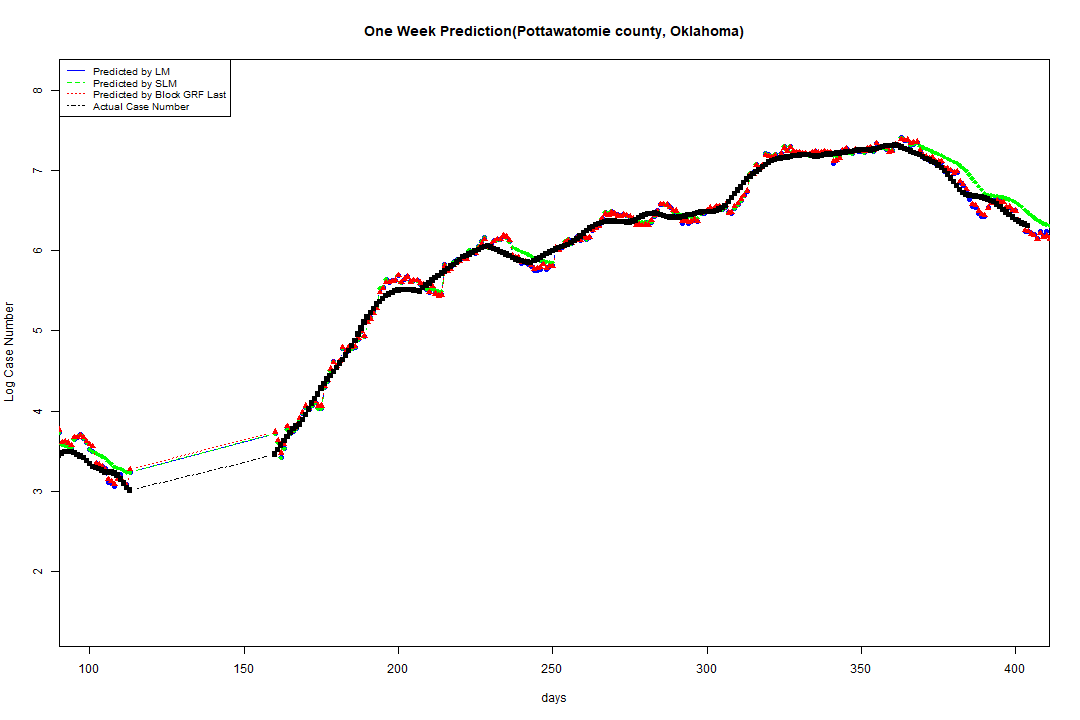 One Week Prediction(Pottawatomie county, Oklahoma)
Predicted by LM
Predicted by SLM
Predicted by Block GRF Last
Actual Case Number
8
7
6
5
4
3
2
Log Case Number
100 150 200 250 300 350 400
days